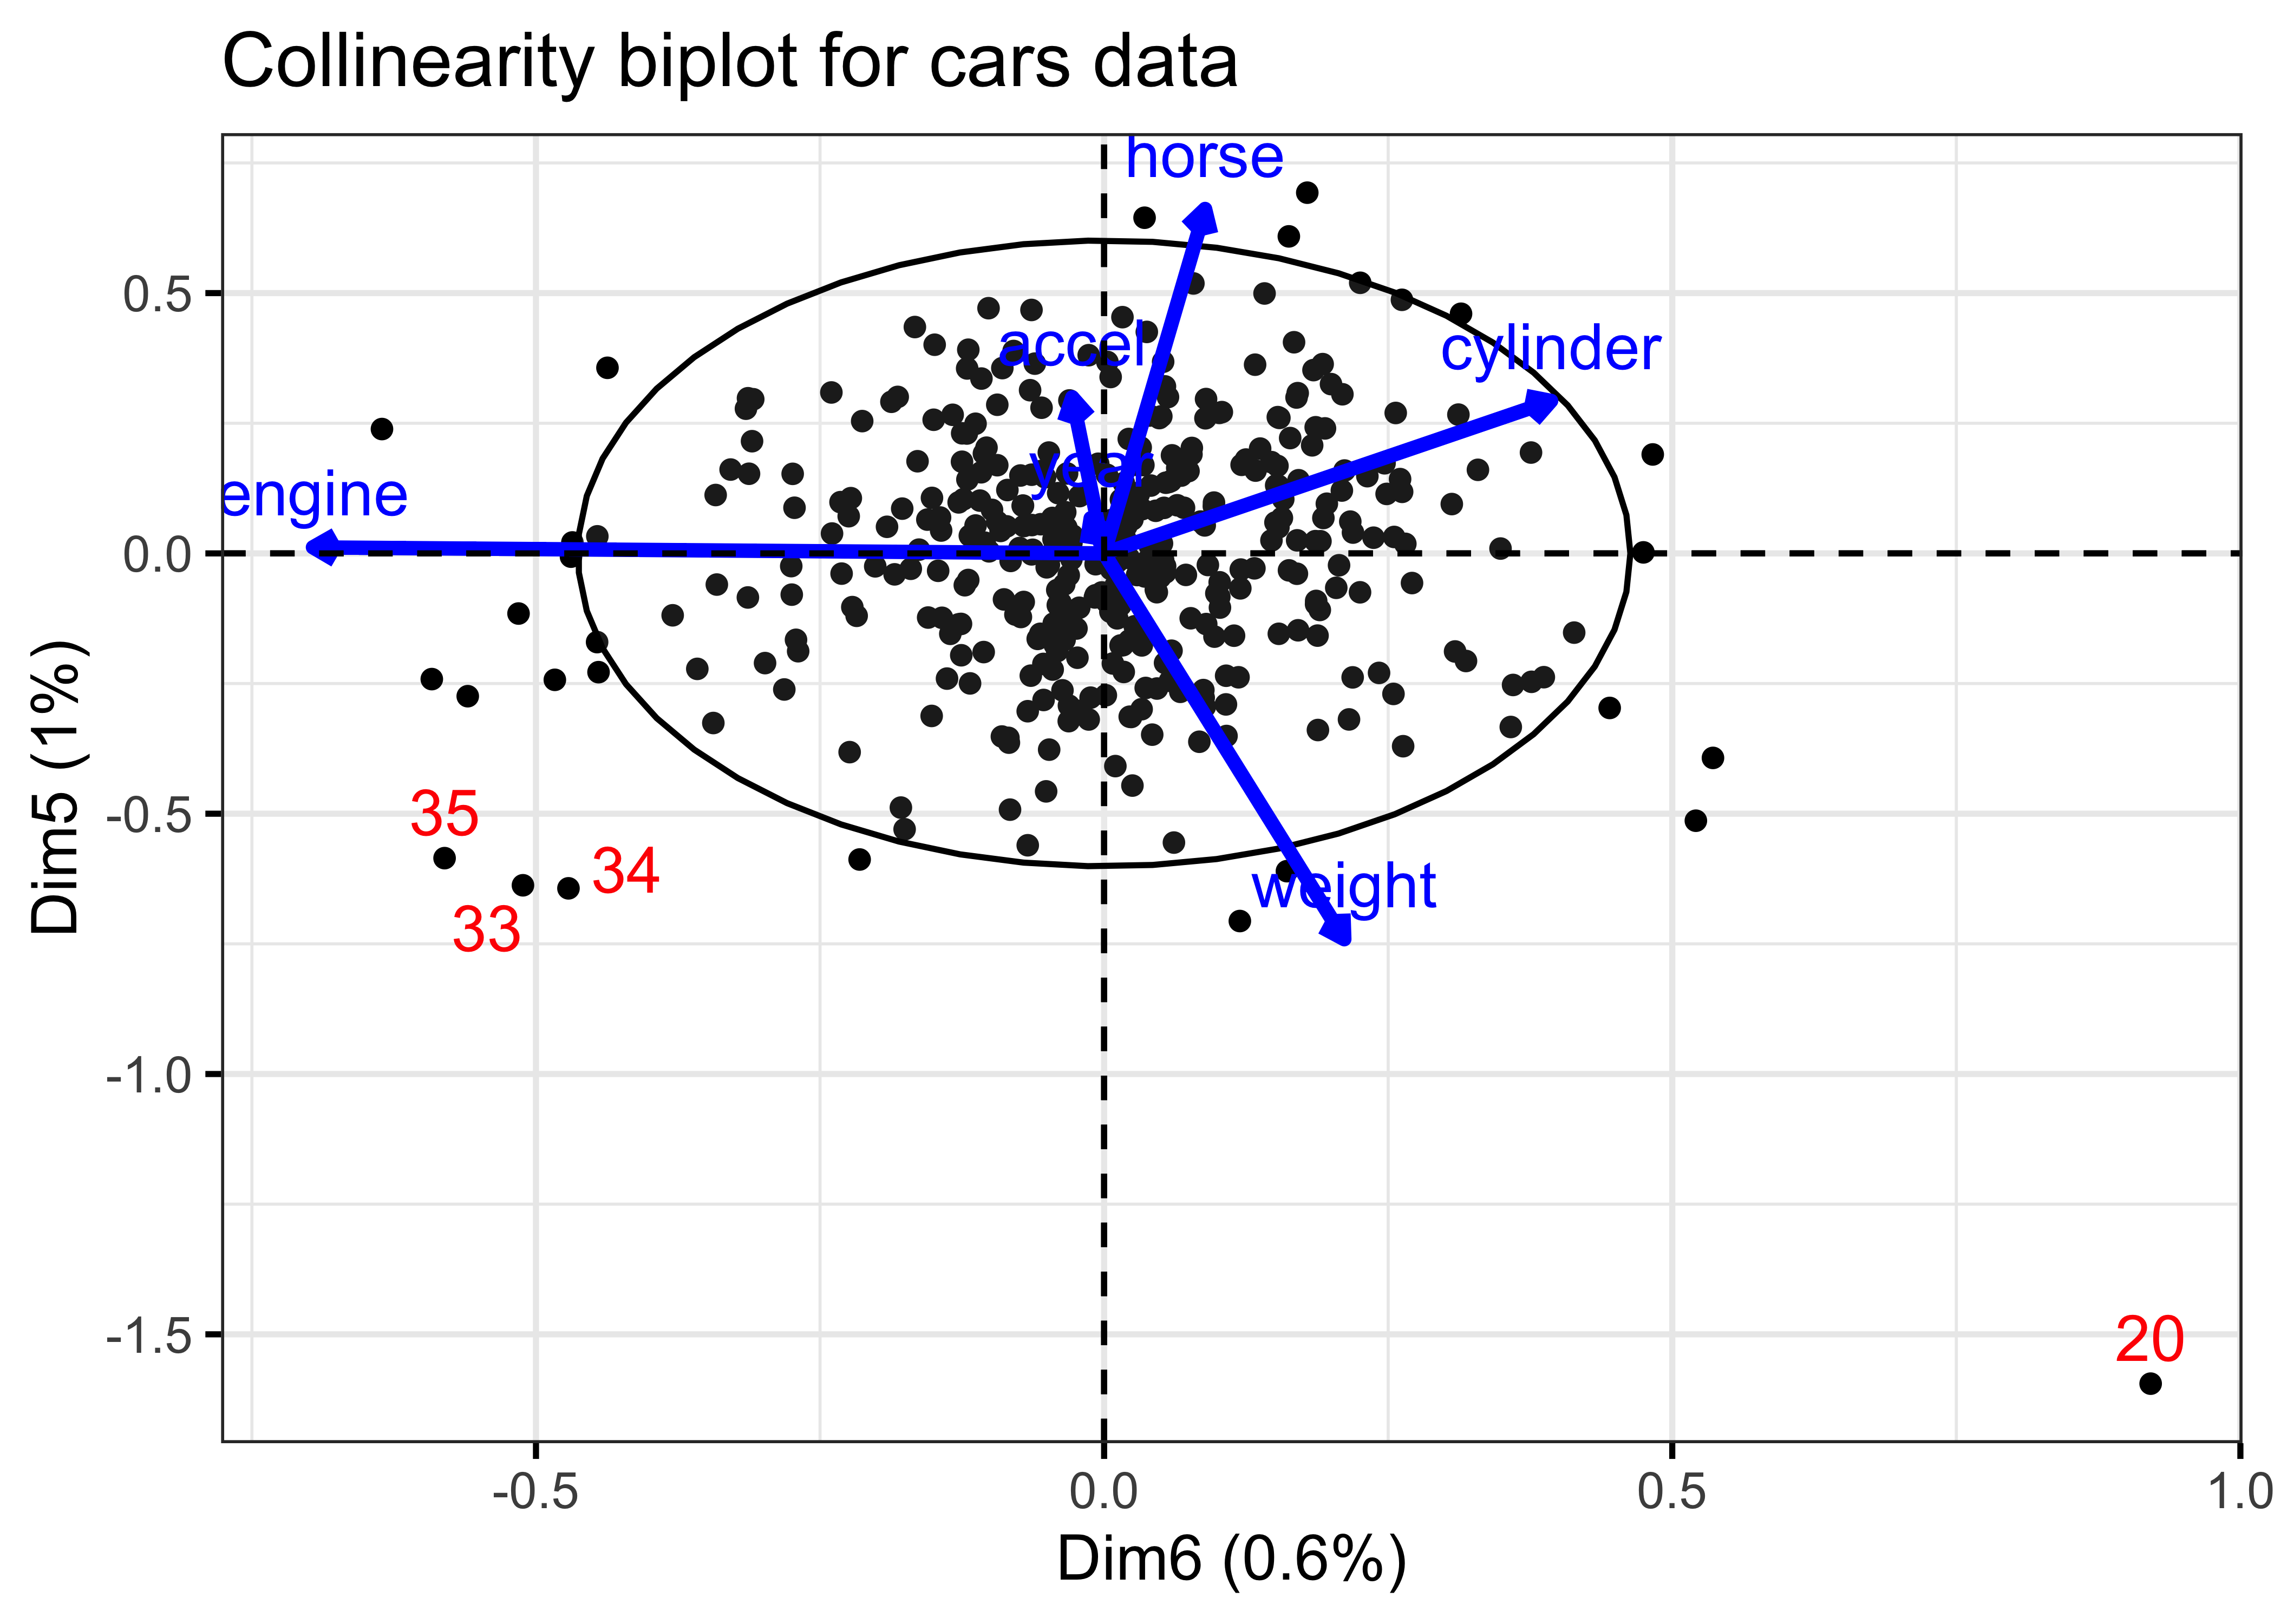 Collinearity biplot for cars data
horse
accel
cylinder
year
engine
weight
35
34
33
20
0.5
0.0
-0.5
-1.0
-1.5
Dim5 (1%)
-0.5 0.0 0.5 1.0
Dim6 (0.6%)